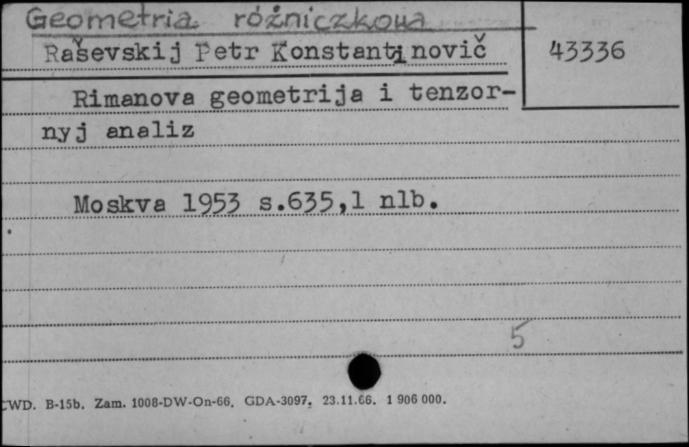 Geometria różniczkowa
Raševskij Petr Konstantinovič
43336
Rimanova geometrija i tenzor-
nyj analiz
Moskva 1953 s.635,1 nlb.
5
CWD. B-15b. Zam. 1008-DW-On-66. GDA-3097. 23.11.66. 1 906 000.